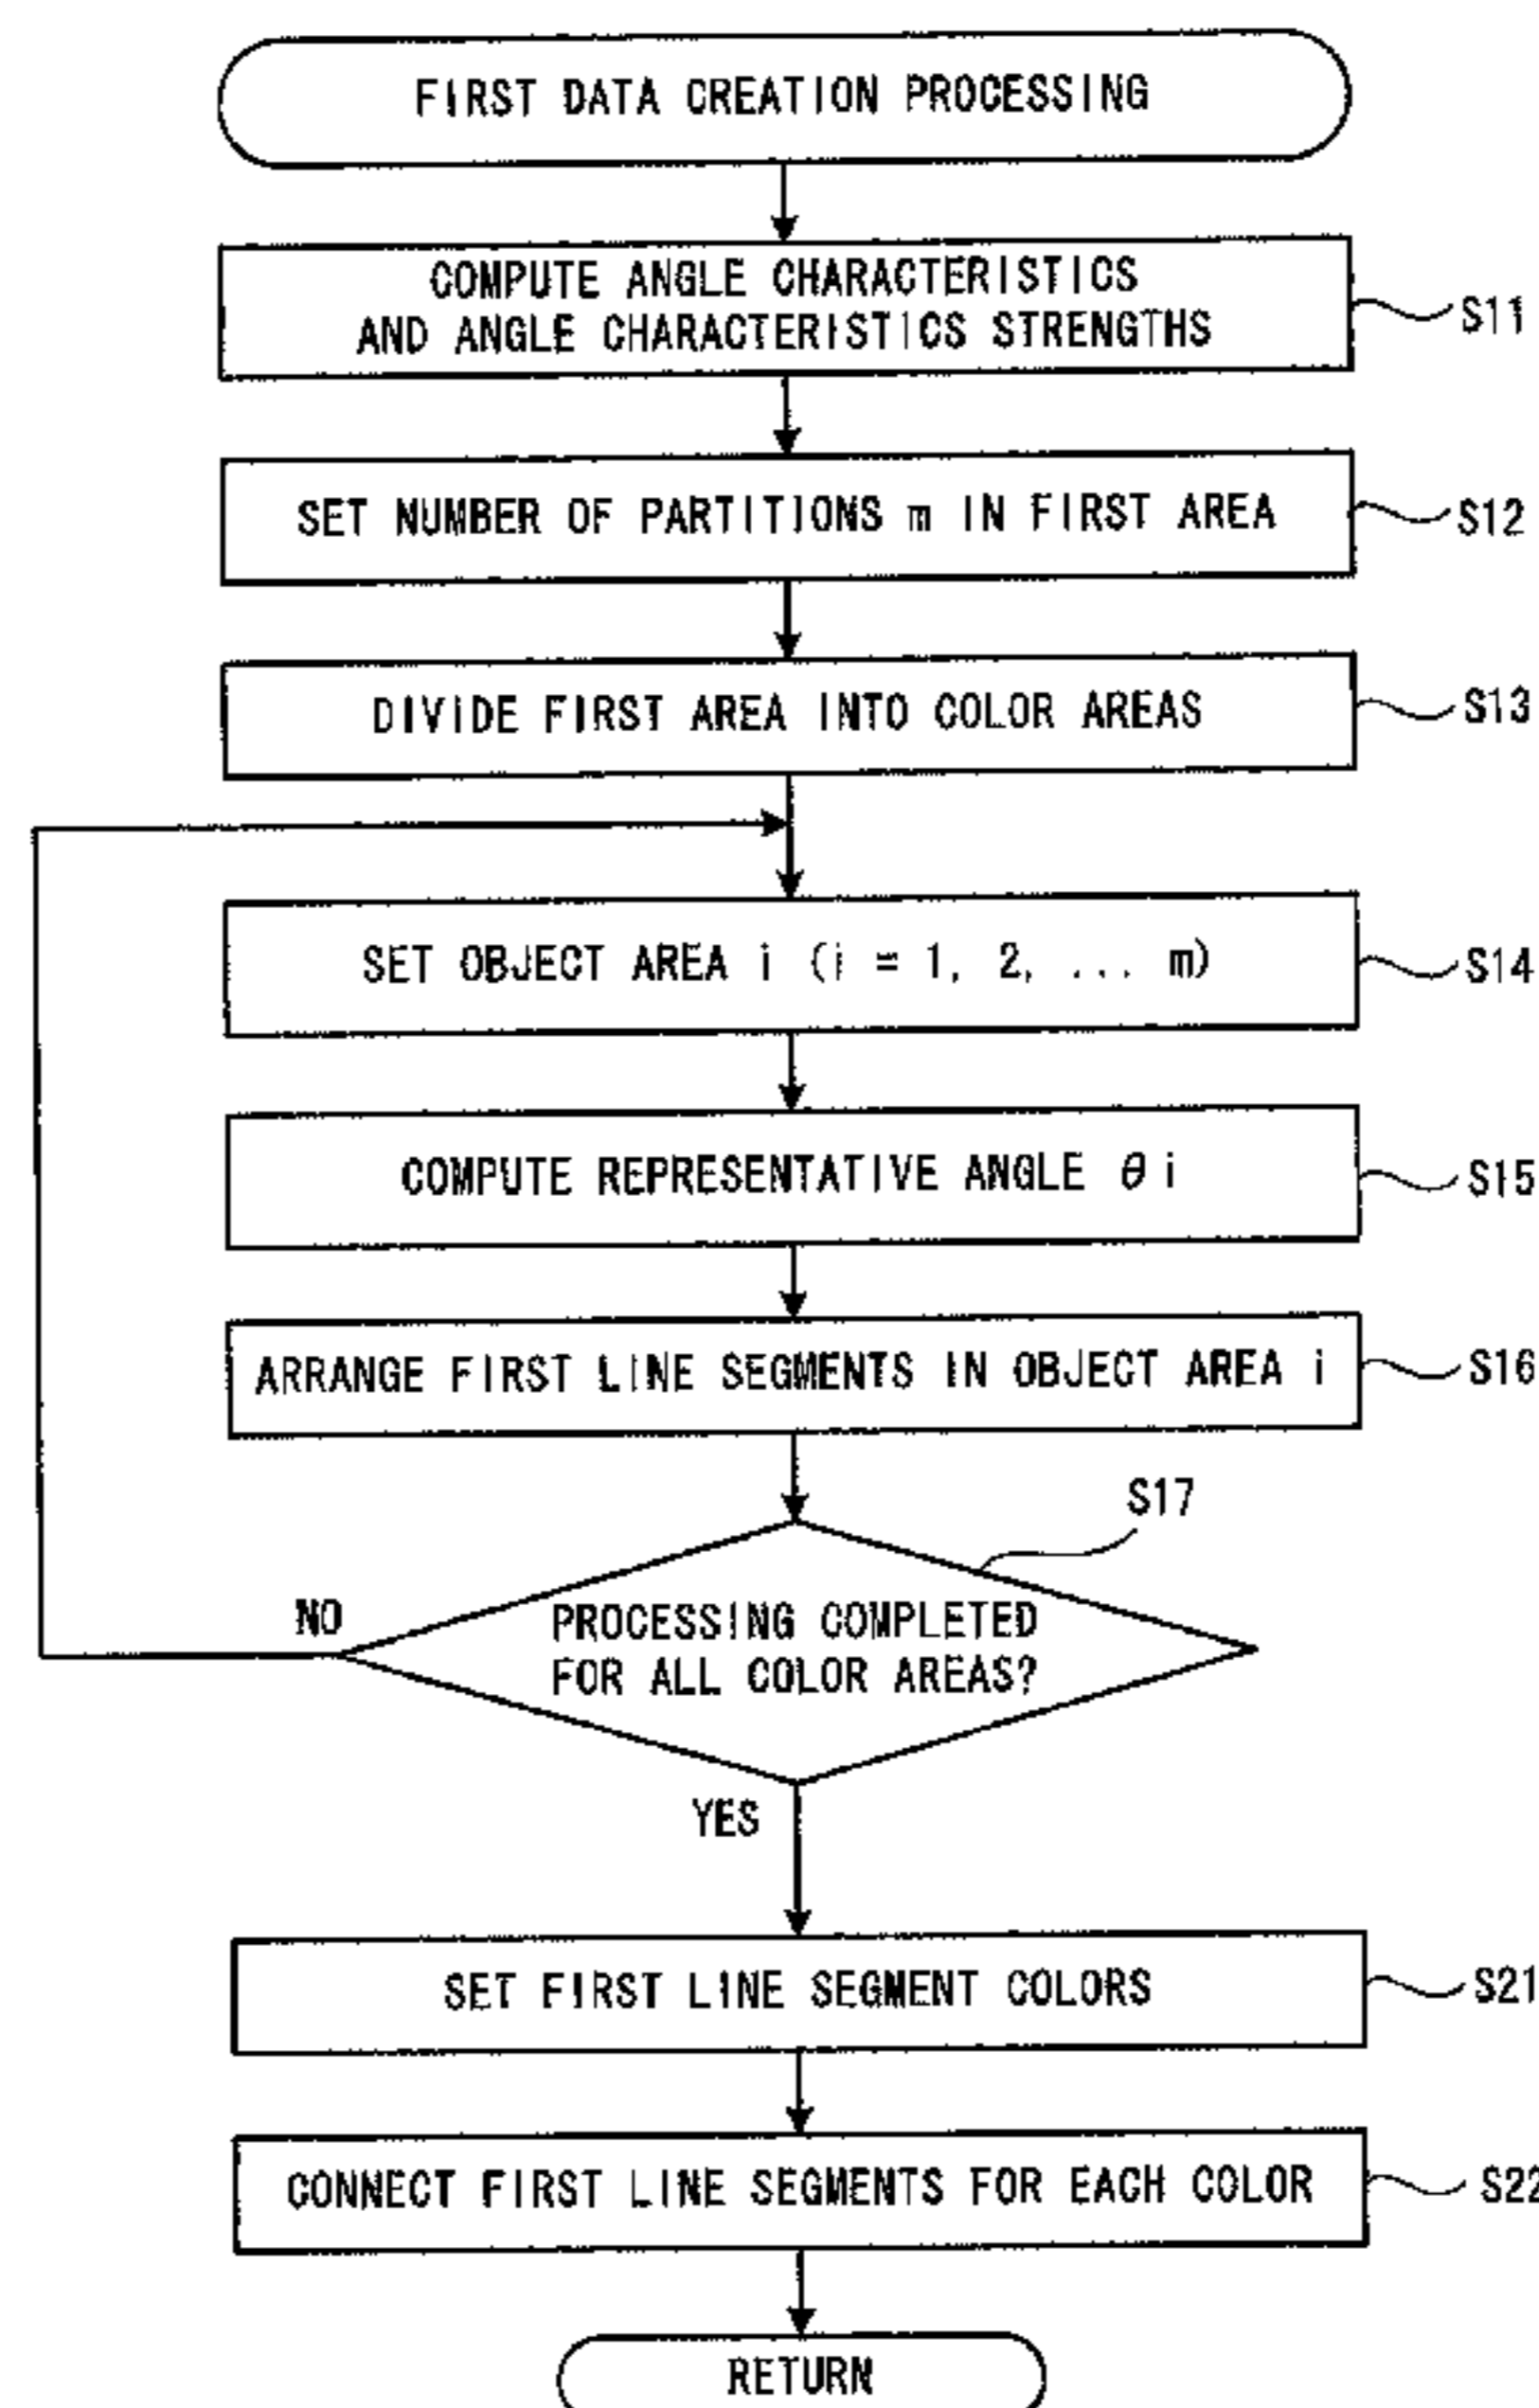 FIRST DATA CREATION PROCESSING
COMPUTE ANGLE CHARACTERISTICS
AND ANGLE CHARACTERISTICS STRENGTHS
S11
SET NUMBER OF PARTITIONS m IN FIRST AREA
S12
DIVIDE FIRST AREA INTO COLOR AREAS
S13
SET OBJECT AREA i (i = 1, 2, ... m)
S14
COMPUTE REPRESENTATIVE ANGLE θ i
S15
ARRANGE FIRST LINE SEGMENTS IN OBJECT AREA i
S16
S17
NO
PROCESSING COMPLETED
FOR ALL COLOR AREAS?
YES
SET FIRST LINE SEGMENT COLORS
S21
CONNECT FIRST LINE SEGMENTS FOR EACH COLOR
S22
RETURN